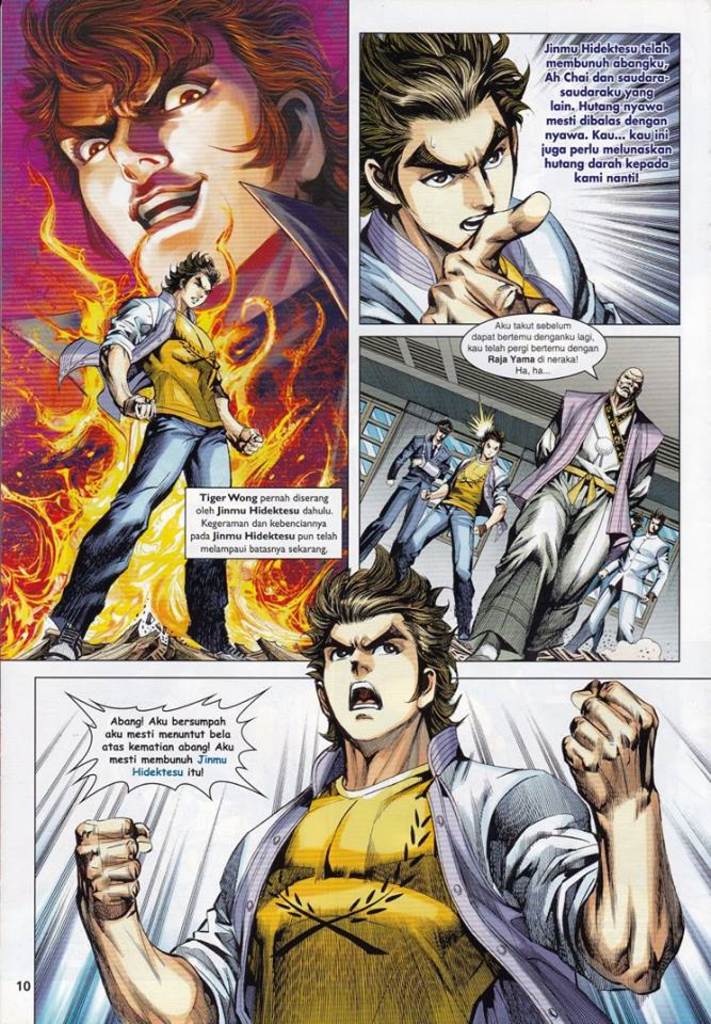 Tiger Wong pernah diserang
oleh Jinmu Hidektesu dahulu.
Kegeraman dan kebenciannya
pada Jinmu Hidektesu pun telah
melampaui batasnya sekarang.
Jinmu Hidektesu telah
membunuh abangku,
Ah Chai dan saudara-
saudaraku yang
lain. Hutang nyawa
mesti dibalas dengan
nyawa. Kau... kau ini
juga perlu melunaskan
hutang darah kepada
kami nanti!
Aku takut sebelum
dapat bertemu denganku lagi,
kau telah pergi bertemu dengan
Raja Yama di neraka!
Ha, ha...
Abang! Aku bersumpah
aku mesti menuntut bela
atas kematian abang! Aku
mesti membunuh Jinmu
Hidektesu itu!
10